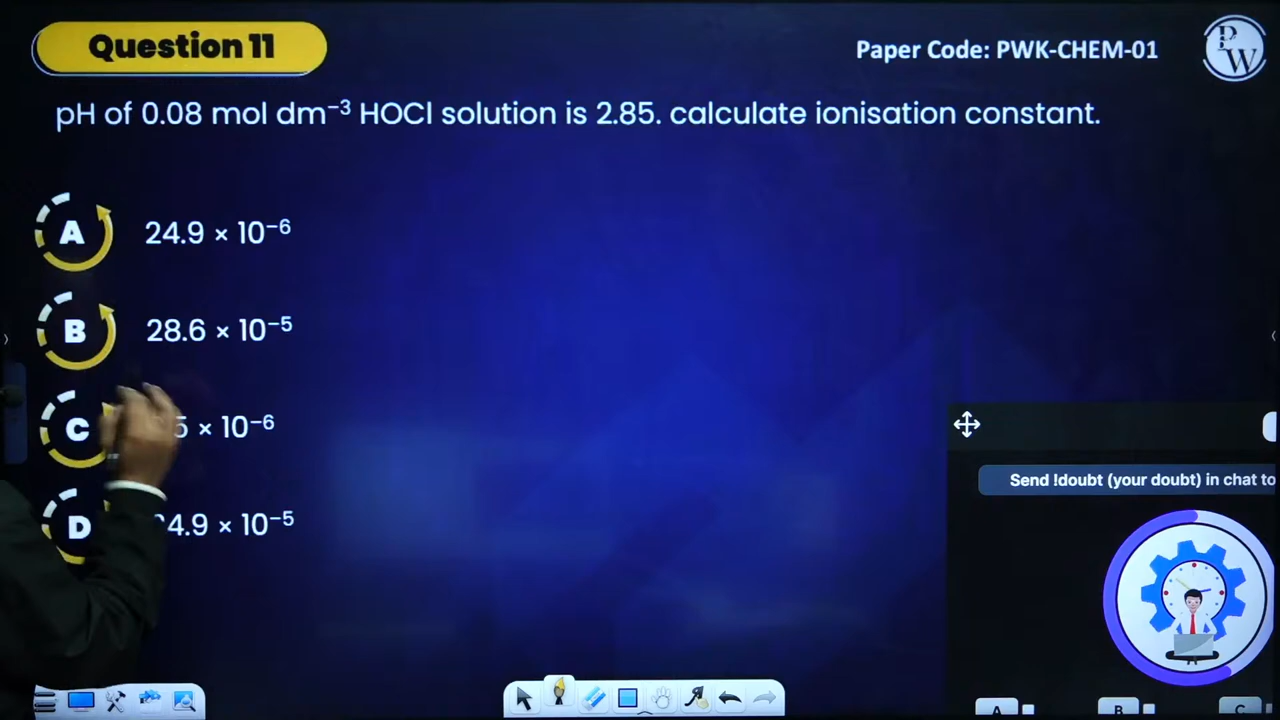 Question 11
Paper Code: PWK-CHEM-01
PW
pH of 0.08 mol dm⁻³ HOCl solution is 2.85. calculate ionisation constant.
A 24.9 × 10⁻⁶
B 28.6 × 10⁻⁵
C 5 × 10⁻⁶
D 4.9 × 10⁻⁵
Send !doubt (your doubt) in chat to
A B C